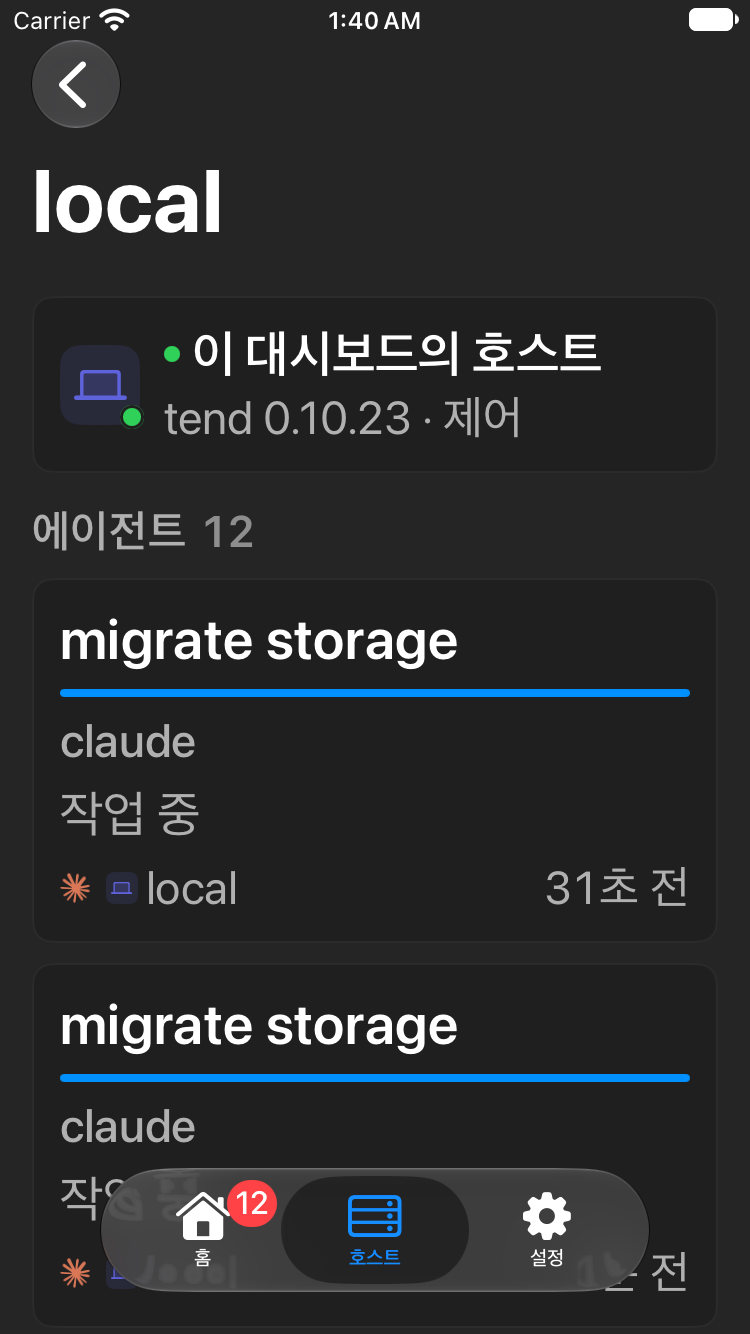 Carrier 1:40 AM
local
이 대시보드의 호스트
tend 0.10.23 · 제어
에이전트 12
migrate storage
claude
작업 중
local 31초 전
migrate storage
claude
12
홈 호스트 설정
전